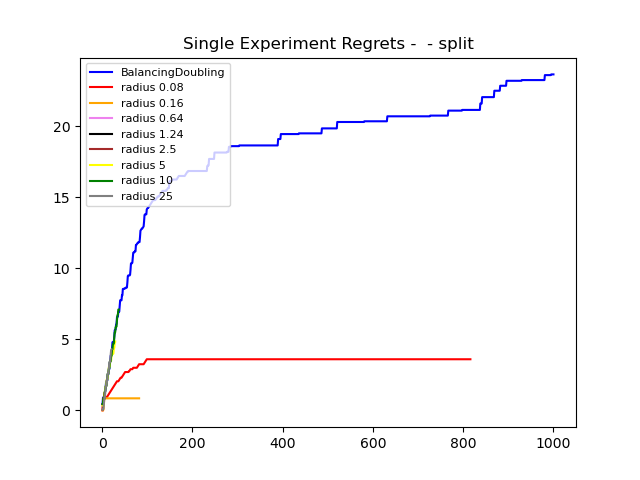 Single Experiment Regrets -  - split
BalancingDoubling
radius 0.08
radius 0.16
radius 0.64
radius 1.24
radius 2.5
radius 5
radius 10
radius 25
20
15
10
5
0
0 200 400 600 800 1000